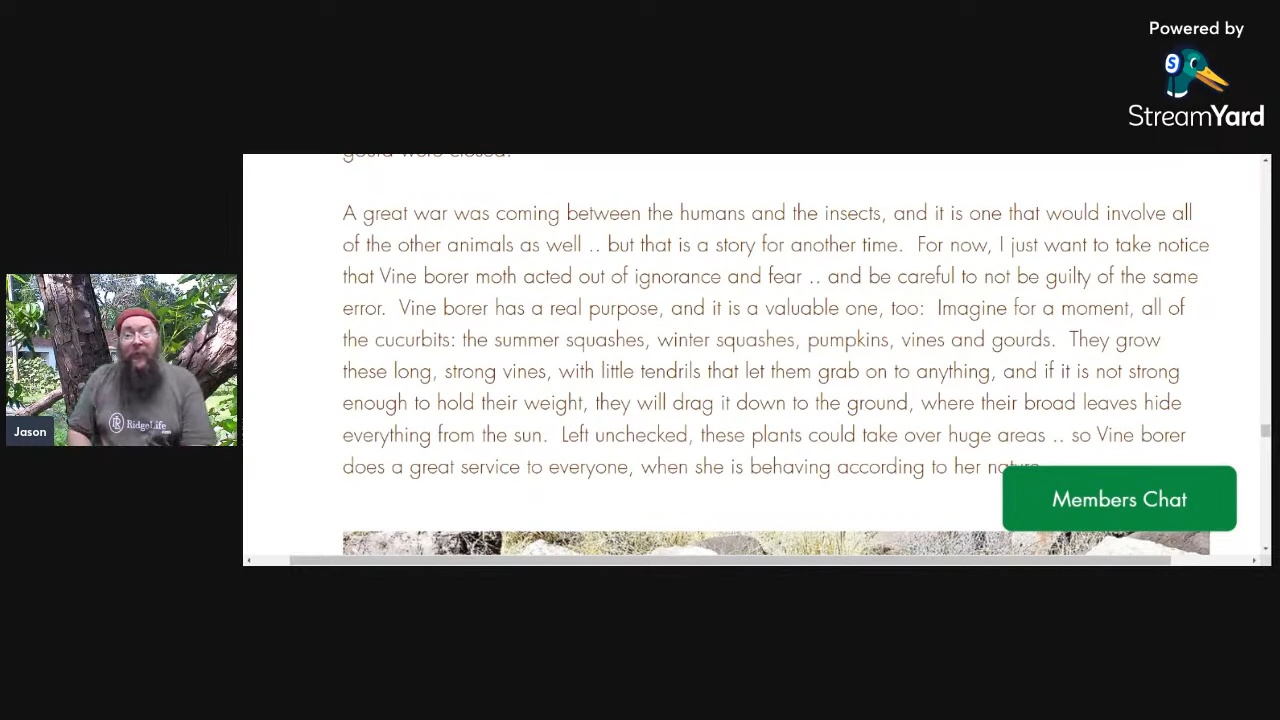 Powered by
S
StreamYard
gourd were closed.
A great war was coming between the humans and the insects, and it is one that would involve all
of the other animals as well .. but that is a story for another time. For now, I just want to take notice
that Vine borer moth acted out of ignorance and fear .. and be careful to not be guilty of the same
error. Vine borer has a real purpose, and it is a valuable one, too: Imagine for a moment, all of
the cucurbits: the summer squashes, winter squashes, pumpkins, vines and gourds. They grow
these long, strong vines, with little tendrils that let them grab on to anything, and if it is not strong
enough to hold their weight, they will drag it down to the ground, where their broad leaves hide
everything from the sun. Left unchecked, these plants could take over huge areas .. so Vine borer
does a great service to everyone, when she is behaving according to her nature.
Members Chat
RL RidgeLife
Jason